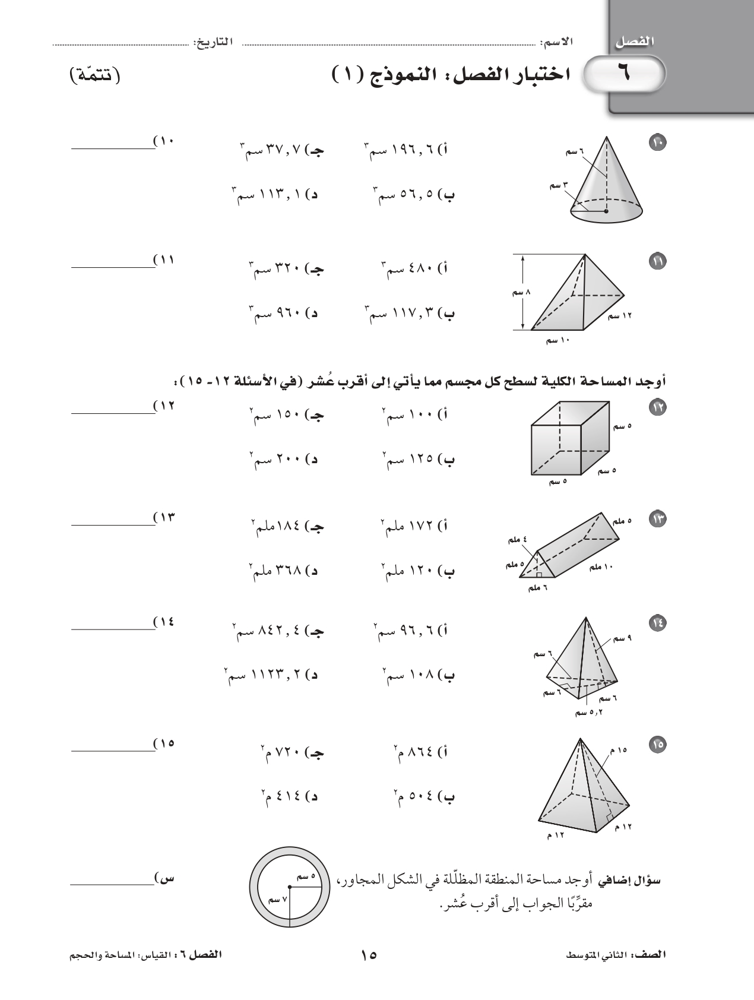 الفصل
٦
الاسم: التاريخ:
اختبار الفصل: النموذج (١) (تتمّة)
١٠
٦ سم
٣ سم
أ) ١٩٦,٦ سم٣ جـ) ٣٧,٧ سم٣ ١٠)
ب) ٥٦,٥ سم٣ د) ١١٣,١ سم٣
١١
٨ سم
١٢ سم
١٠ سم
أ) ٤٨٠ سم٣ جـ) ٣٢٠ سم٣ ١١)
ب) ١١٧,٣ سم٣ د) ٩٦٠ سم٣
أوجد المساحة الكلية لسطح كل مجسم مما يأتي إلى أقرب عُشر (في الأسئلة ١٢- ١٥):
١٢
٥ سم
٥ سم
٥ سم
أ) ١٠٠ سم٢ جـ) ١٥٠ سم٢ ١٢)
ب) ١٢٥ سم٢ د) ٢٠٠ سم٢
١٣
٥ ملم
٤ ملم
٥ ملم
١٠ ملم
٦ ملم
أ) ١٧٢ ملم٢ جـ) ١٨٤ملم٢ ١٣)
ب) ١٢٠ ملم٢ د) ٣٦٨ ملم٢
١٤
٩ سم
٦ سم
٦ سم
٦ سم
٥,٢ سم
أ) ٩٦,٦ سم٢ جـ) ٨٤٢,٤ سم٢ ١٤)
ب) ١٠٨ سم٢ د) ١١٢٣,٢ سم٢
١٥
١٥ م
١٢ م
١٢ م
أ) ٨٦٤ م٢ جـ) ٧٢٠ م٢ ١٥)
ب) ٥٠٤ م٢ د) ٤١٤ م٢
سؤال إضافي أوجد مساحة المنطقة المظلّلة في الشكل المجاور،
مقرِّبًا الجواب إلى أقرب عُشر.
٥ سم
٧ سم
س)
الصف: الثاني المتوسط ١٥ الفصل ٦: القياس: المساحة والحجم